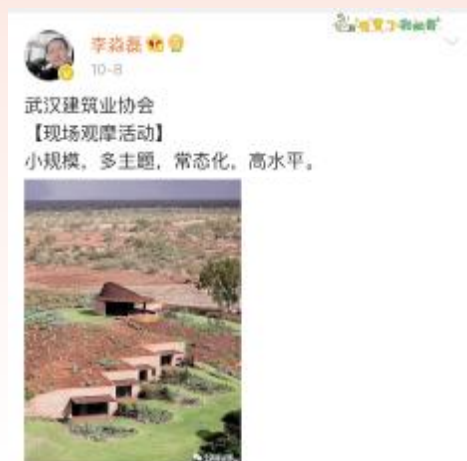 李淼磊
10-8
武汉建筑业协会
【现场观摩活动】
小规模，多主题，常态化，高水平。